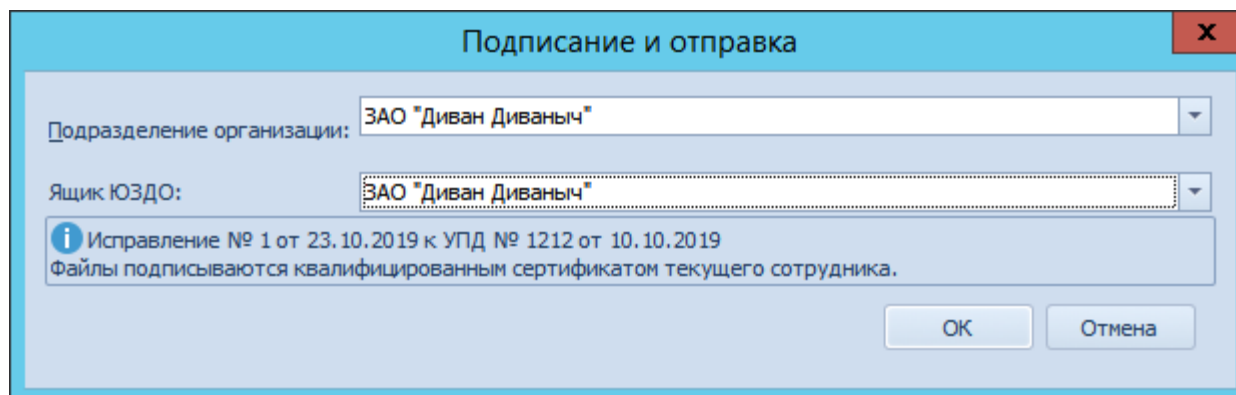 Подписание и отправка
x
Подразделение организации: ЗАО "Диван Диваныч"
Ящик ЮЗДО: ЗАО "Диван Диваныч"
i Исправление № 1 от 23.10.2019 к УПД № 1212 от 10.10.2019
Файлы подписываются квалифицированным сертификатом текущего сотрудника.
ОК Отмена